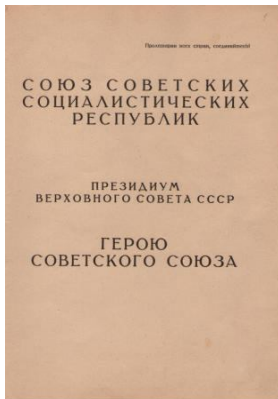 Пролетарии всех стран, соединяйтесь!
СОЮЗ СОВЕТСКИХ
СОЦИАЛИСТИЧЕСКИХ
РЕСПУБЛИК
ПРЕЗИДИУМ
ВЕРХОВНОГО СОВЕТА СССР
ГЕРОЮ
СОВЕТСКОГО СОЮЗА